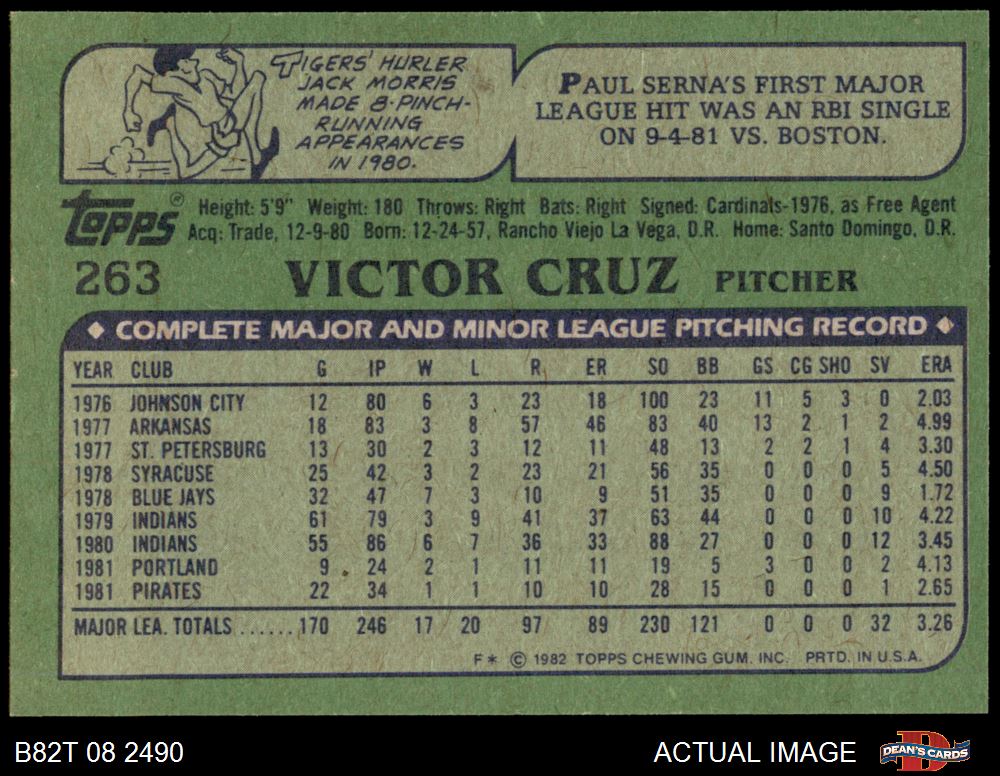 TIGERS' HURLER
JACK MORRIS
MADE 8-PINCH-
RUNNING
APPEARANCES
IN 1980.
PAUL SERNA'S FIRST MAJOR
LEAGUE HIT WAS AN RBI SINGLE
ON 9-4-81 VS. BOSTON.
topps® Height: 5'9" Weight: 180 Throws: Right Bats: Right Signed: Cardinals-1976, as Free Agent
Acq: Trade, 12-9-80 Born: 12-24-57, Rancho Viejo La Vega, D.R. Home: Santo Domingo, D.R.
263 VICTOR CRUZ PITCHER
◆ COMPLETE MAJOR AND MINOR LEAGUE PITCHING RECORD ◆
YEAR CLUB G IP W L R ER SO BB GS CG SHO SV ERA
1976 JOHNSON CITY 12 80 6 3 23 18 100 23 11 5 3 0 2.03
1977 ARKANSAS 18 83 3 8 57 46 83 40 13 2 1 2 4.99
1977 ST. PETERSBURG 13 30 2 3 12 11 48 13 2 2 1 4 3.30
1978 SYRACUSE 25 42 3 2 23 21 56 35 0 0 0 5 4.50
1978 BLUE JAYS 32 47 7 3 10 9 51 35 0 0 0 9 1.72
1979 INDIANS 61 79 3 9 41 37 63 44 0 0 0 10 4.22
1980 INDIANS 55 86 6 7 36 33 88 27 0 0 0 12 3.45
1981 PORTLAND 9 24 2 1 11 11 19 5 3 0 0 2 4.13
1981 PIRATES 22 34 1 1 10 10 28 15 0 0 0 1 2.65
MAJOR LEA. TOTALS ...... 170 246 17 20 97 89 230 121 0 0 0 32 3.26
F* © 1982 TOPPS CHEWING GUM, INC. PRTD. IN U.S.A.
B82T 08 2490 ACTUAL IMAGE D DEAN'S CARDS